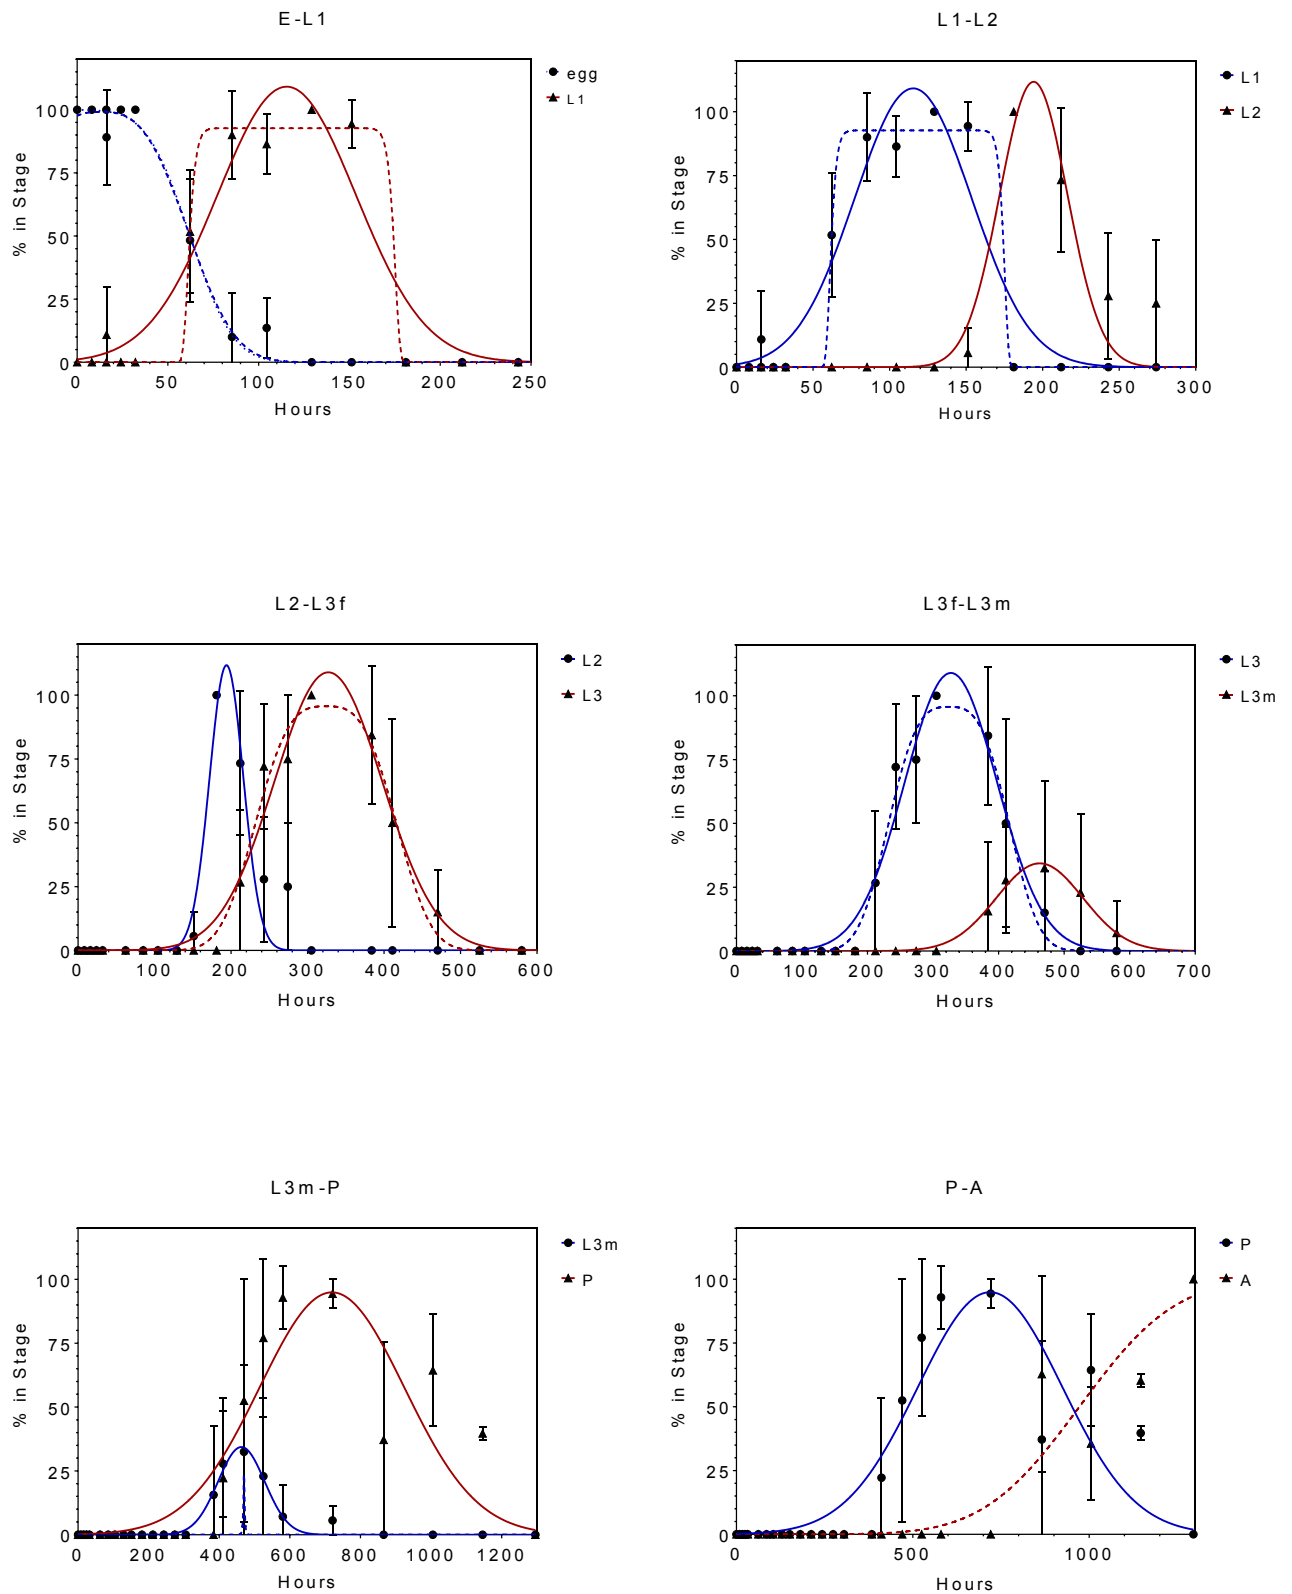 E-L1
% in Stage
100
75
50
25
0
0 50 100 150 200 250
Hours
egg
L1
L1-L2
% in Stage
100
75
50
25
0
0 50 100 150 200 250 300
Hours
L1
L2
L2-L3f
% in Stage
100
75
50
25
0
0 100 200 300 400 500 600
Hours
L2
L3
L3f-L3m
% in Stage
100
75
50
25
0
0 100 200 300 400 500 600 700
Hours
L3
L3m
L3m-P
% in Stage
100
75
50
25
0
0 200 400 600 800 1000 1200
Hours
L3m
P
P-A
% in Stage
100
75
50
25
0
0 500 1000
Hours
P
A